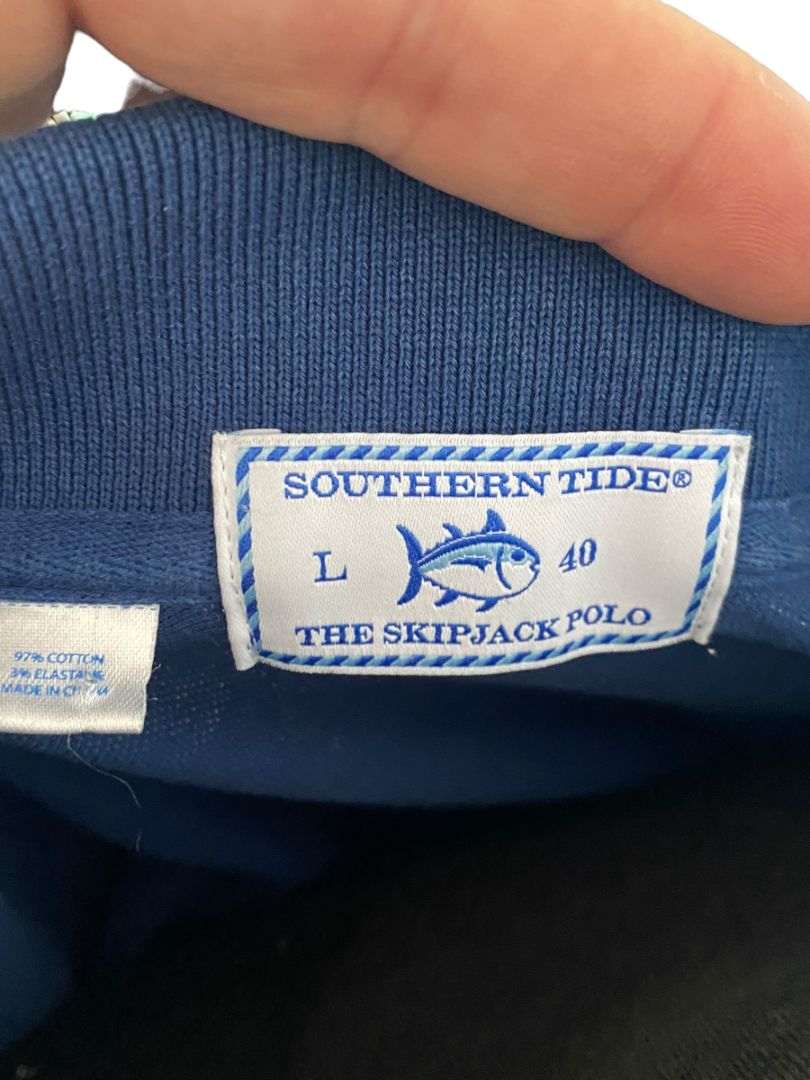 SOUTHERN TIDE®
L 40
THE SKIPJACK POLO
97% COTTON
3% ELASTANE
MADE IN CHINA